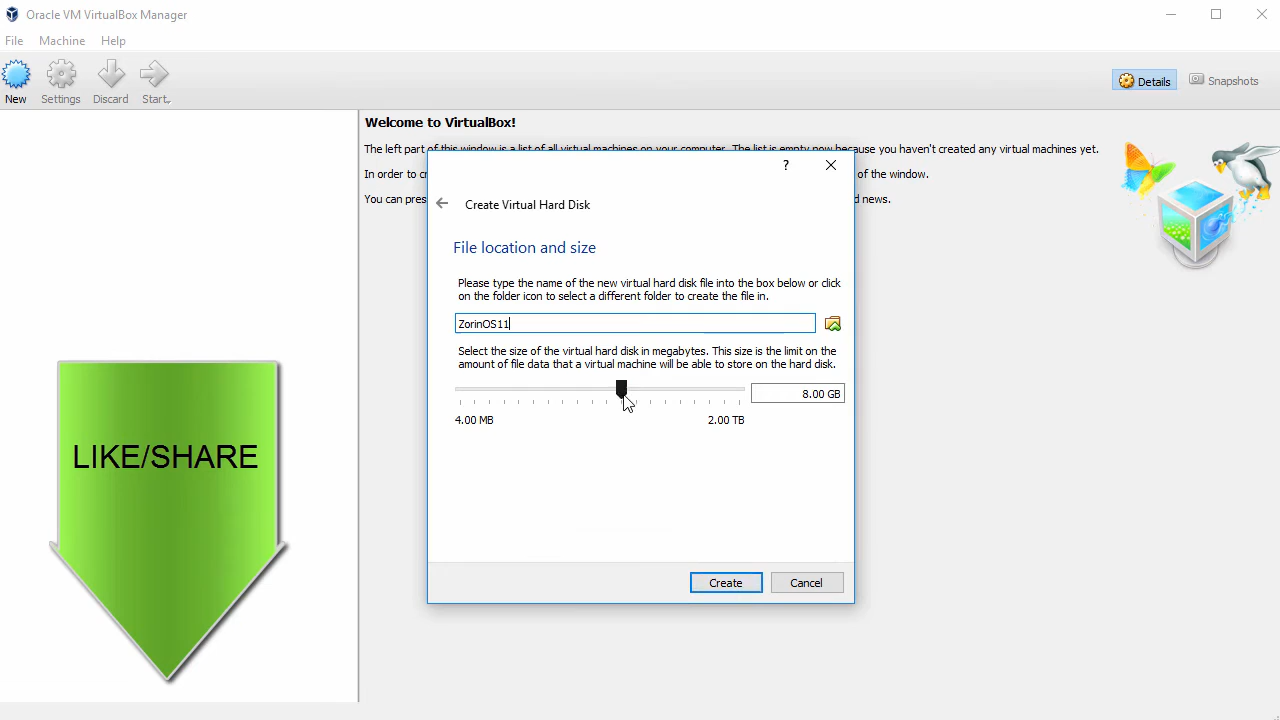 Oracle VM VirtualBox Manager
File Machine Help
New Settings Discard Start
Details Snapshots
Welcome to VirtualBox!
The left part of this window is a list of all virtual machines on your computer. The list is empty now because you haven't created any virtual machines yet.
In order to cr of the window.
You can pres d news.
Create Virtual Hard Disk
File location and size
Please type the name of the new virtual hard disk file into the box below or click
on the folder icon to select a different folder to create the file in.
ZorinOS11
Select the size of the virtual hard disk in megabytes. This size is the limit on the
amount of file data that a virtual machine will be able to store on the hard disk.
8.00 GB
4.00 MB 2.00 TB
LIKE/SHARE
Create Cancel